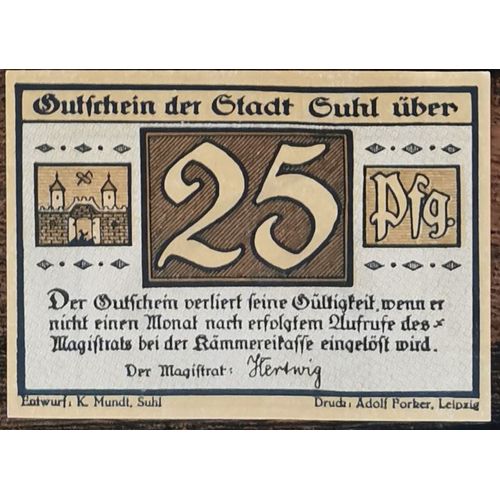 Gutschein der Stadt Suhl über
25
Pfg.
Der Gutschein verliert seine Gültigkeit, wenn er
nicht einen Monat nach erfolgtem Aufrufe des
Magistrats bei der Kämmereikasse eingelöst wird.
Der Magistrat: Hertwig
Entwurf: K. Mundt, Suhl
Druck: Adolf Forker, Leipzig